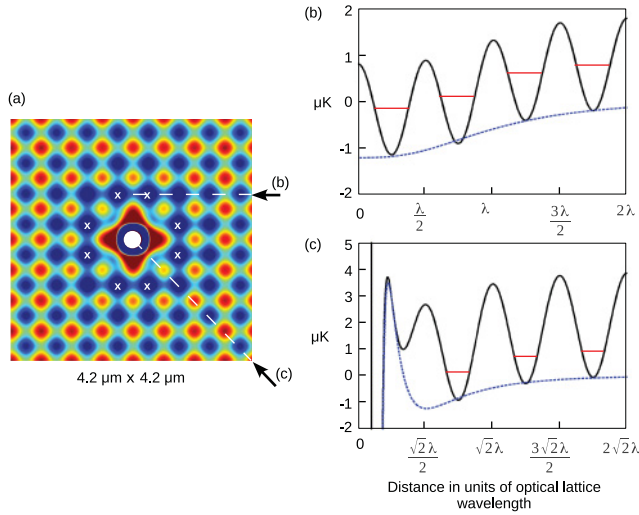 (a)
x x
(b)
x x
x x
x x
(c)
4.2 μm x 4.2 μm
(b)
2
1
μK
0
-1
-2
0 λ/2 λ 3λ/2 2λ
(c)
5
4
3
2
μK
1
0
-1
-2
0 √2λ/2 √2λ 3√2λ/2 2√2λ
Distance in units of optical lattice
wavelength